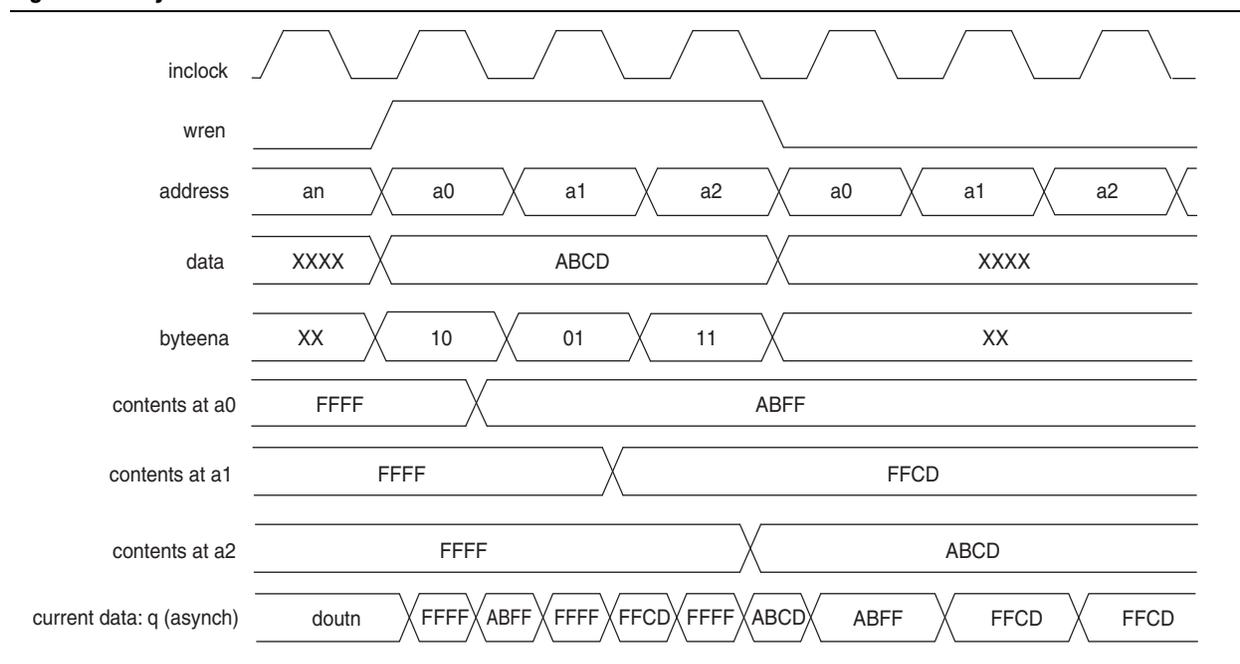 inclock
wren
address an a0 a1 a2 a0 a1 a2
data XXXX ABCD XXXX
byteena XX 10 01 11 XX
contents at a0 FFFF ABFF
contents at a1 FFFF FFCD
contents at a2 FFFF ABCD
current data: q (asynch) doutn FFFF ABFF FFFF FFCD FFFF ABCD ABFF FFCD FFCD